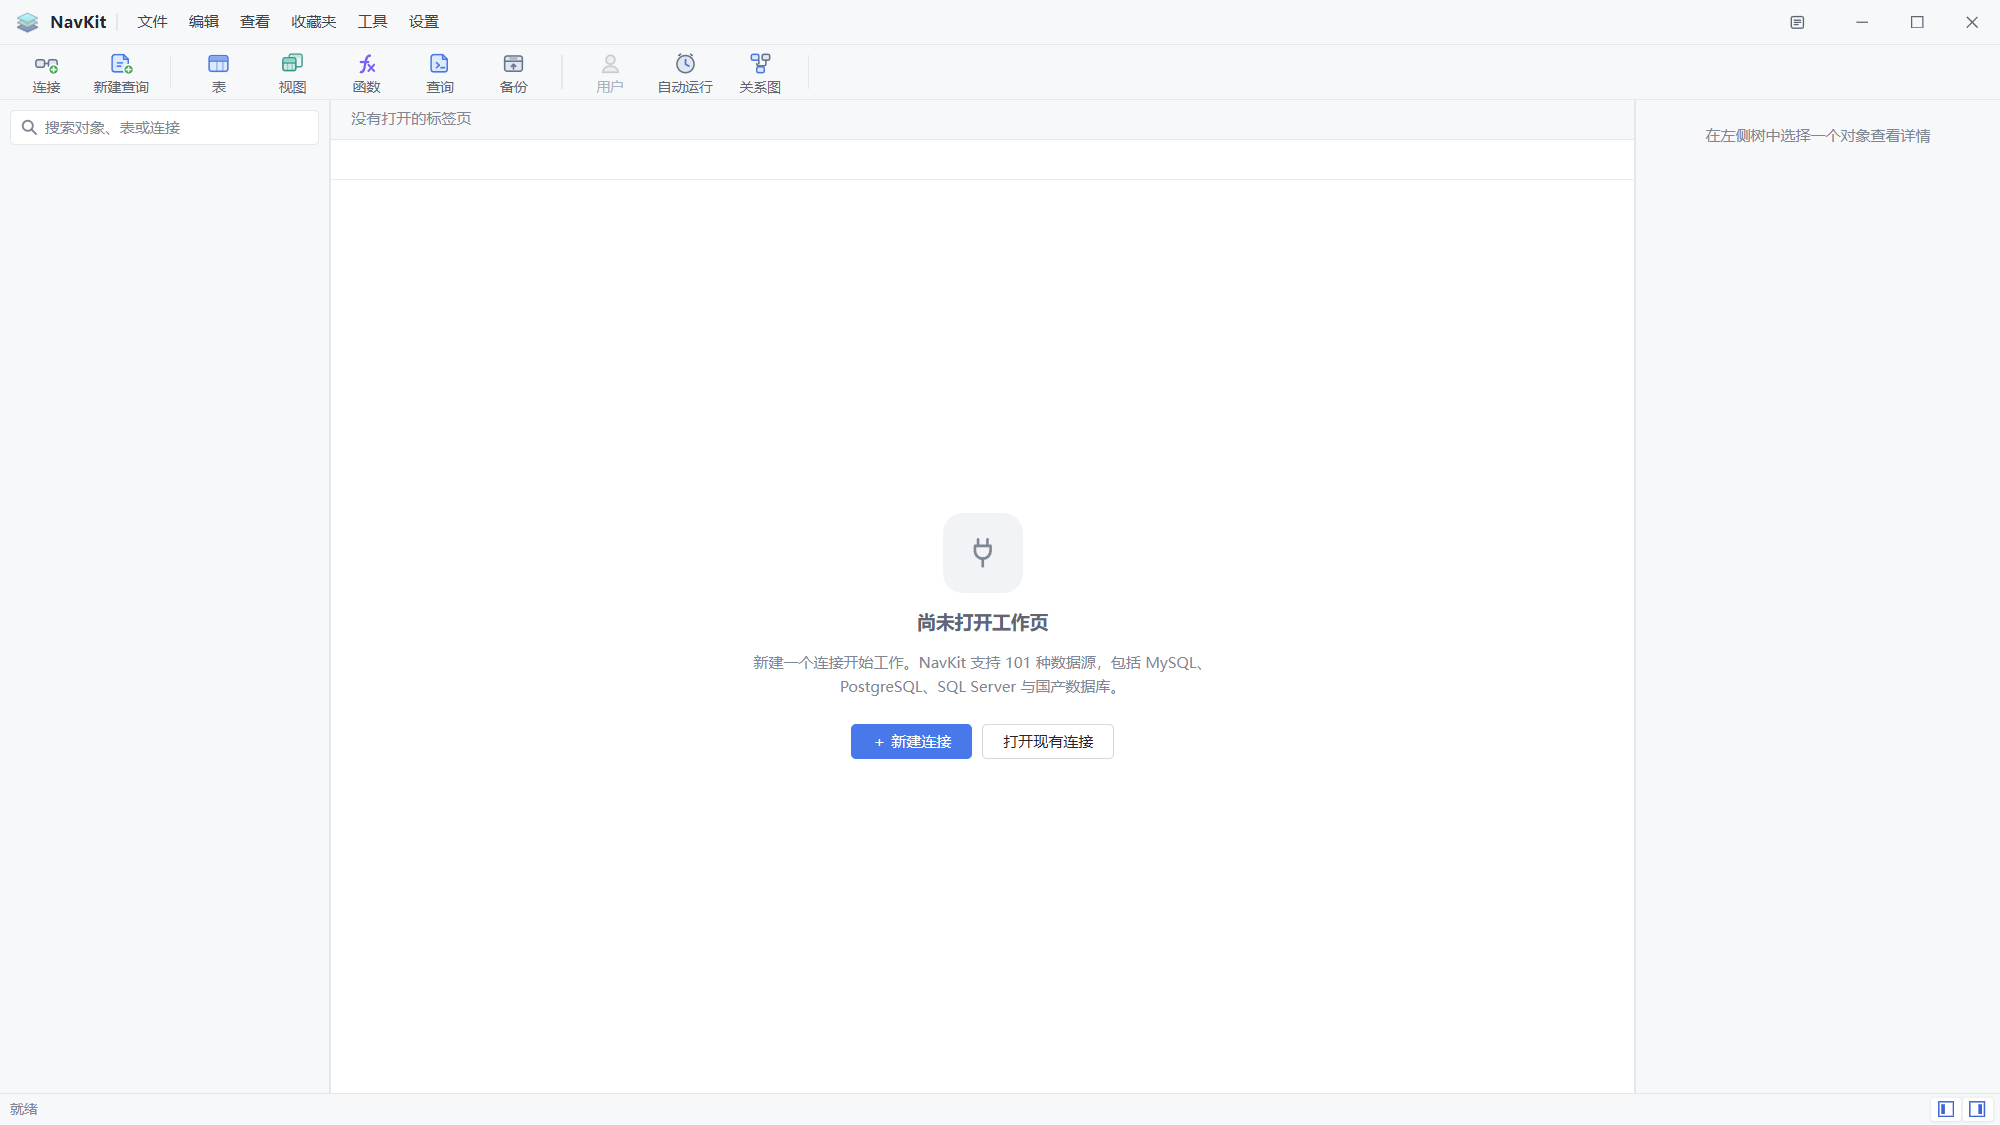 NavKit 文件 编辑 查看 收藏夹 工具 设置
连接 新建查询 表 视图 函数 查询 备份 用户 自动运行 关系图
搜索对象、表或连接
没有打开的标签页
在左侧树中选择一个对象查看详情
尚未打开工作页
新建一个连接开始工作。NavKit 支持 101 种数据源，包括 MySQL、
PostgreSQL、SQL Server 与国产数据库。
+ 新建连接 打开现有连接
就绪